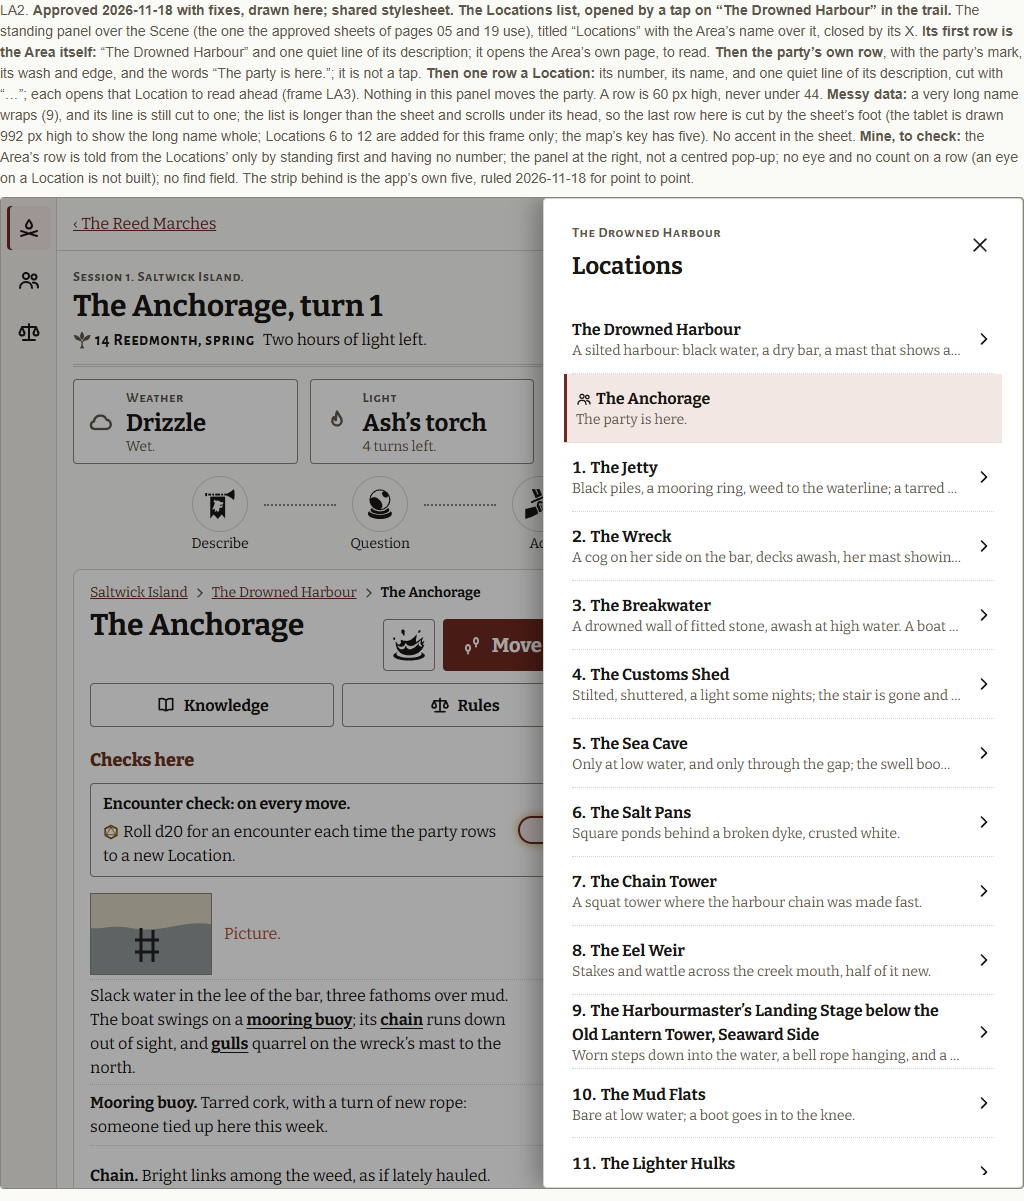 LA2. Approved 2026-11-18 with fixes, drawn here; shared stylesheet. The Locations list, opened by a tap on “The Drowned Harbour” in the trail. The
standing panel over the Scene (the one the approved sheets of pages 05 and 19 use), titled “Locations” with the Area’s name over it, closed by its X. Its first row is
the Area itself: “The Drowned Harbour” and one quiet line of its description; it opens the Area’s own page, to read. Then the party’s own row, with the party’s mark,
its wash and edge, and the words “The party is here.”; it is not a tap. Then one row a Location: its number, its name, and one quiet line of its description, cut with
“…”; each opens that Location to read ahead (frame LA3). Nothing in this panel moves the party. A row is 60 px high, never under 44. Messy data: a very long name
wraps (9), and its line is still cut to one; the list is longer than the sheet and scrolls under its head, so the last row here is cut by the sheet’s foot (the tablet is drawn
992 px high to show the long name whole; Locations 6 to 12 are added for this frame only; the map’s key has five). No accent in the sheet. Mine, to check: the
Area’s row is told from the Locations’ only by standing first and having no number; the panel at the right, not a centred pop-up; no eye and no count on a row (an eye
on a Location is not built); no find field. The strip behind is the app’s own five, ruled 2026-11-18 for point to point.
‹ The Reed Marches
Session 1. Saltwick Island.
The Anchorage, turn 1
14 Reedmonth, spring Two hours of light left.
Weather
Drizzle
Wet.
Light
Ash’s torch
4 turns left.
Describe
Question
Ac
Saltwick Island > The Drowned Harbour > The Anchorage
The Anchorage
Move
Knowledge
Rules
Checks here
Encounter check: on every move.
Roll d20 for an encounter each time the party rows
to a new Location.
Picture.
Slack water in the lee of the bar, three fathoms over mud.
The boat swings on a mooring buoy; its chain runs down
out of sight, and gulls quarrel on the wreck’s mast to the
north.
Mooring buoy. Tarred cork, with a turn of new rope:
someone tied up here this week.
Chain. Bright links among the weed, as if lately hauled.
The Drowned Harbour
Locations
The Drowned Harbour
A silted harbour: black water, a dry bar, a mast that shows a…
The Anchorage
The party is here.
1. The Jetty
Black piles, a mooring ring, weed to the waterline; a tarred …
2. The Wreck
A cog on her side on the bar, decks awash, her mast showin…
3. The Breakwater
A drowned wall of fitted stone, awash at high water. A boat …
4. The Customs Shed
Stilted, shuttered, a light some nights; the stair is gone and …
5. The Sea Cave
Only at low water, and only through the gap; the swell boo…
6. The Salt Pans
Square ponds behind a broken dyke, crusted white.
7. The Chain Tower
A squat tower where the harbour chain was made fast.
8. The Eel Weir
Stakes and wattle across the creek mouth, half of it new.
9. The Harbourmaster’s Landing Stage below the
Old Lantern Tower, Seaward Side
Worn steps down into the water, a bell rope hanging, and a …
10. The Mud Flats
Bare at low water; a boot goes in to the knee.
11. The Lighter Hulks